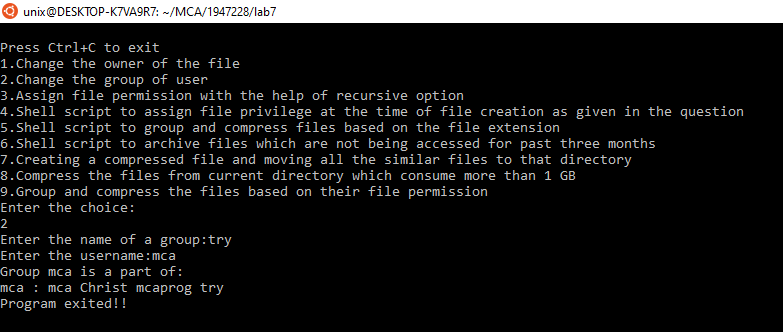 unix@DESKTOP-K7VA9R7: ~/MCA/1947228/lab7
Press Ctrl+C to exit
1.Change the owner of the file
2.Change the group of user
3.Assign file permission with the help of recursive option
4.Shell script to assign file privilege at the time of file creation as given in the question
5.Shell script to group and compress files based on the file extension
6.Shell script to archive files which are not being accessed for past three months
7.Creating a compressed file and moving all the similar files to that directory
8.Compress the files from current directory which consume more than 1 GB
9.Group and compress the files based on their file permission
Enter the choice:
2
Enter the name of a group:try
Enter the username:mca
Group mca is a part of:
mca : mca Christ mcaprog try
Program exited!!